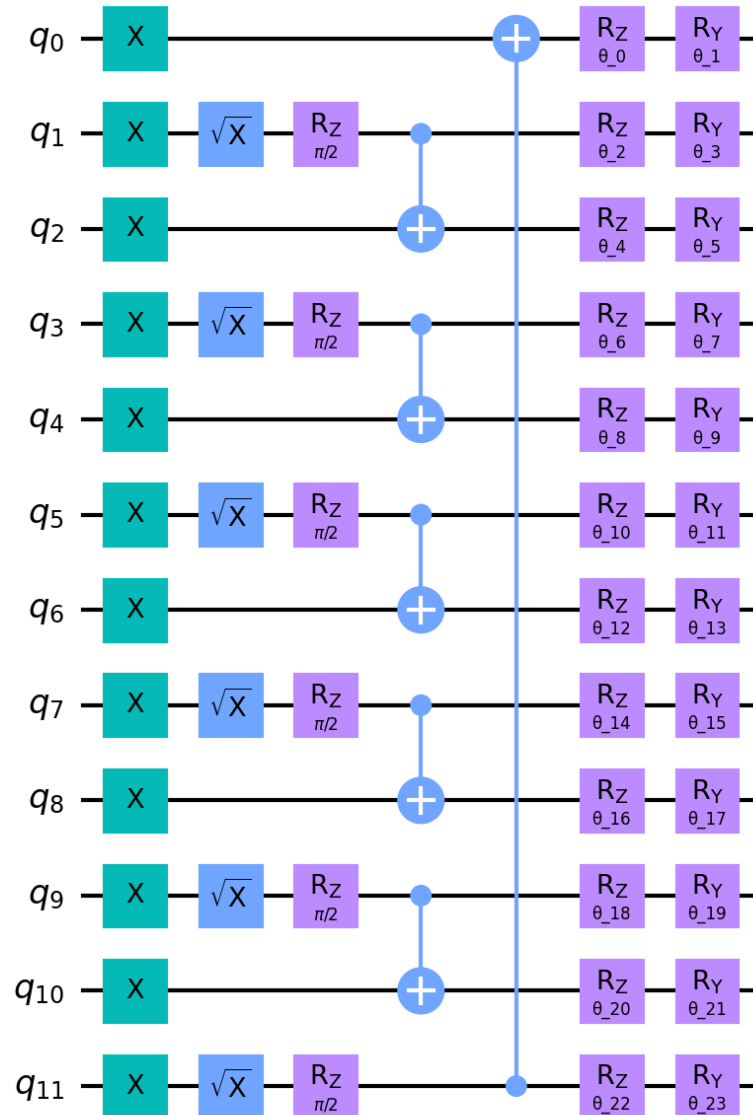 q0 X RZ θ_0 RY θ_1
q1 X √X RZ π/2 RZ θ_2 RY θ_3
q2 X RZ θ_4 RY θ_5
q3 X √X RZ π/2 RZ θ_6 RY θ_7
q4 X RZ θ_8 RY θ_9
q5 X √X RZ π/2 RZ θ_10 RY θ_11
q6 X RZ θ_12 RY θ_13
q7 X √X RZ π/2 RZ θ_14 RY θ_15
q8 X RZ θ_16 RY θ_17
q9 X √X RZ π/2 RZ θ_18 RY θ_19
q10 X RZ θ_20 RY θ_21
q11 X √X RZ π/2 RZ θ_22 RY θ_23